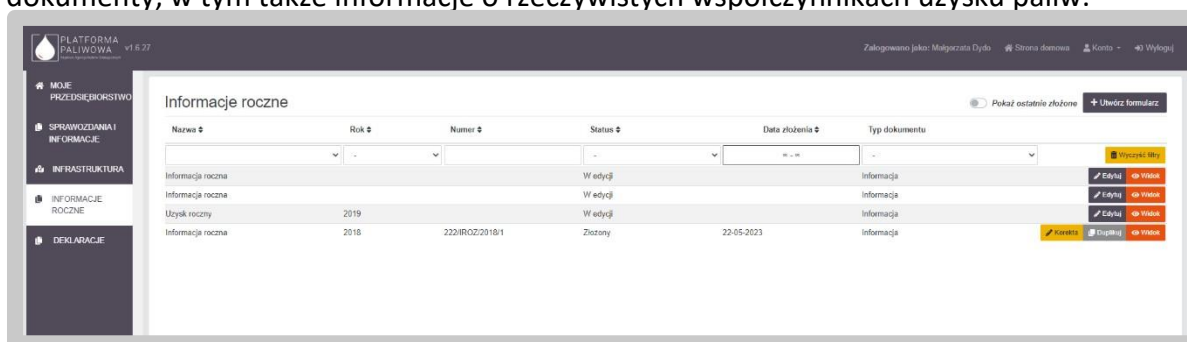 dokumenty, w tym także informacje o rzeczywistych współczynnikach uzysku paliw.
PLATFORMA
PALIWOWA v1.6.27
Zalogowano jako: Małgorzata Dydo Strona domowa Konto Wyloguj
MOJE
PRZEDSIĘBIORSTWO
SPRAWOZDANIA I
INFORMACJE
INFRASTRUKTURA
INFORMACJE
ROCZNE
DEKLARACJE
Informacje roczne
Pokaż ostatnie złożone + Utwórz formularz
Nazwa Rok Numer Status Data złożenia Typ dokumentu
- - ∞ – ∞ - Wyczyść filtry
Informacja roczna W edycji Informacja Edytuj Widok
Informacja roczna W edycji Informacja Edytuj Widok
Uzysk roczny 2019 W edycji Informacja Edytuj Widok
Informacja roczna 2018 222/IROZ/2018/1 Złożony 22-05-2023 Informacja Korekta Duplikuj Widok